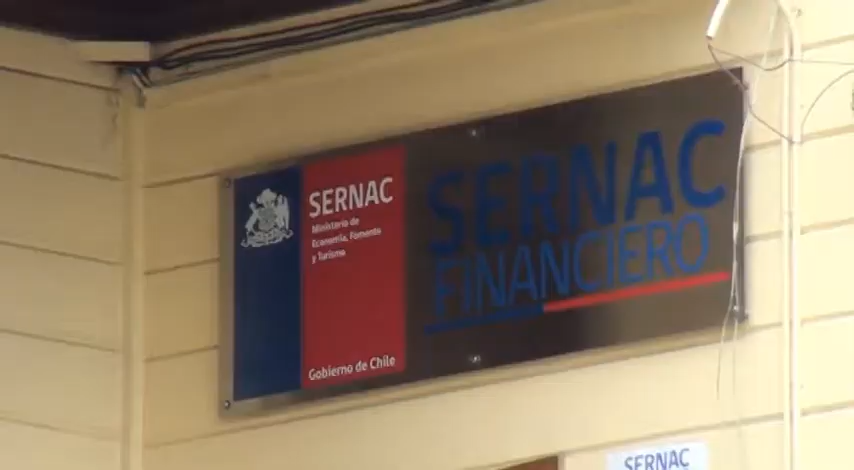 SERNAC
Ministerio de
Economía, Fomento
y Turismo
Gobierno de Chile
SERNAC
FINANCIERO
SERNAC